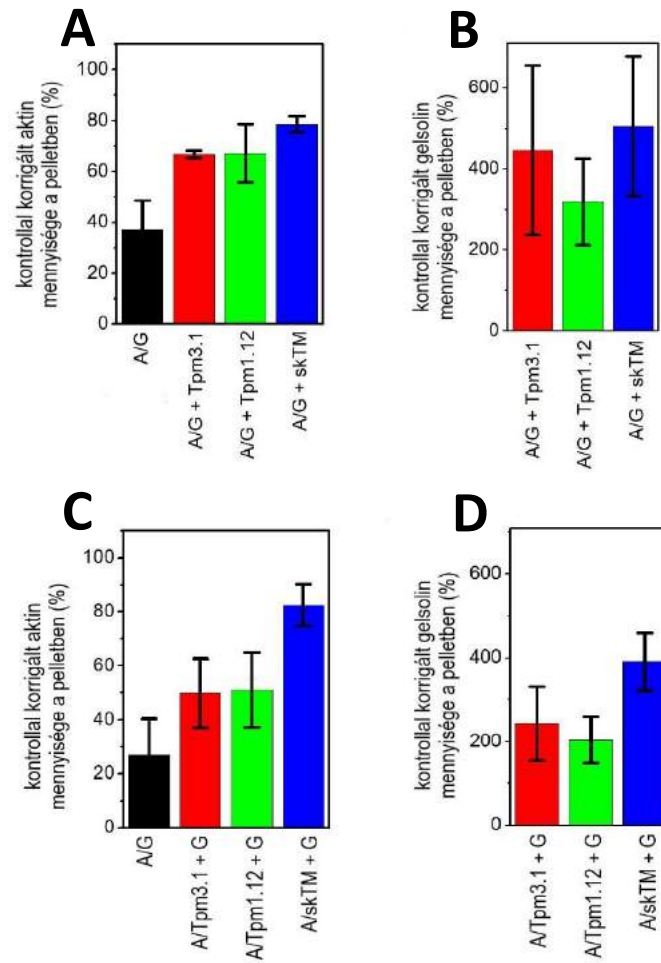 A
kontrollal korrigált aktin
mennyisége a pelletben (%)
100
80
60
40
20
0
A/G
A/G + Tpm3.1
A/G + Tpm1.12
A/G + skTM
B
kontrollal korrigált gelsolin
mennyisége a pelletben (%)
600
400
200
0
A/G + Tpm3.1
A/G + Tpm1.12
A/G + skTM
C
kontrollal korrigált aktin
mennyisége a pelletben (%)
100
80
60
40
20
0
A/G
A/Tpm3.1 + G
A/Tpm1.12 + G
A/skTM + G
D
kontrollal korrigált gelsolin
mennyisége a pelletben (%)
600
400
200
0
A/Tpm3.1 + G
A/Tpm1.12 + G
A/skTM + G